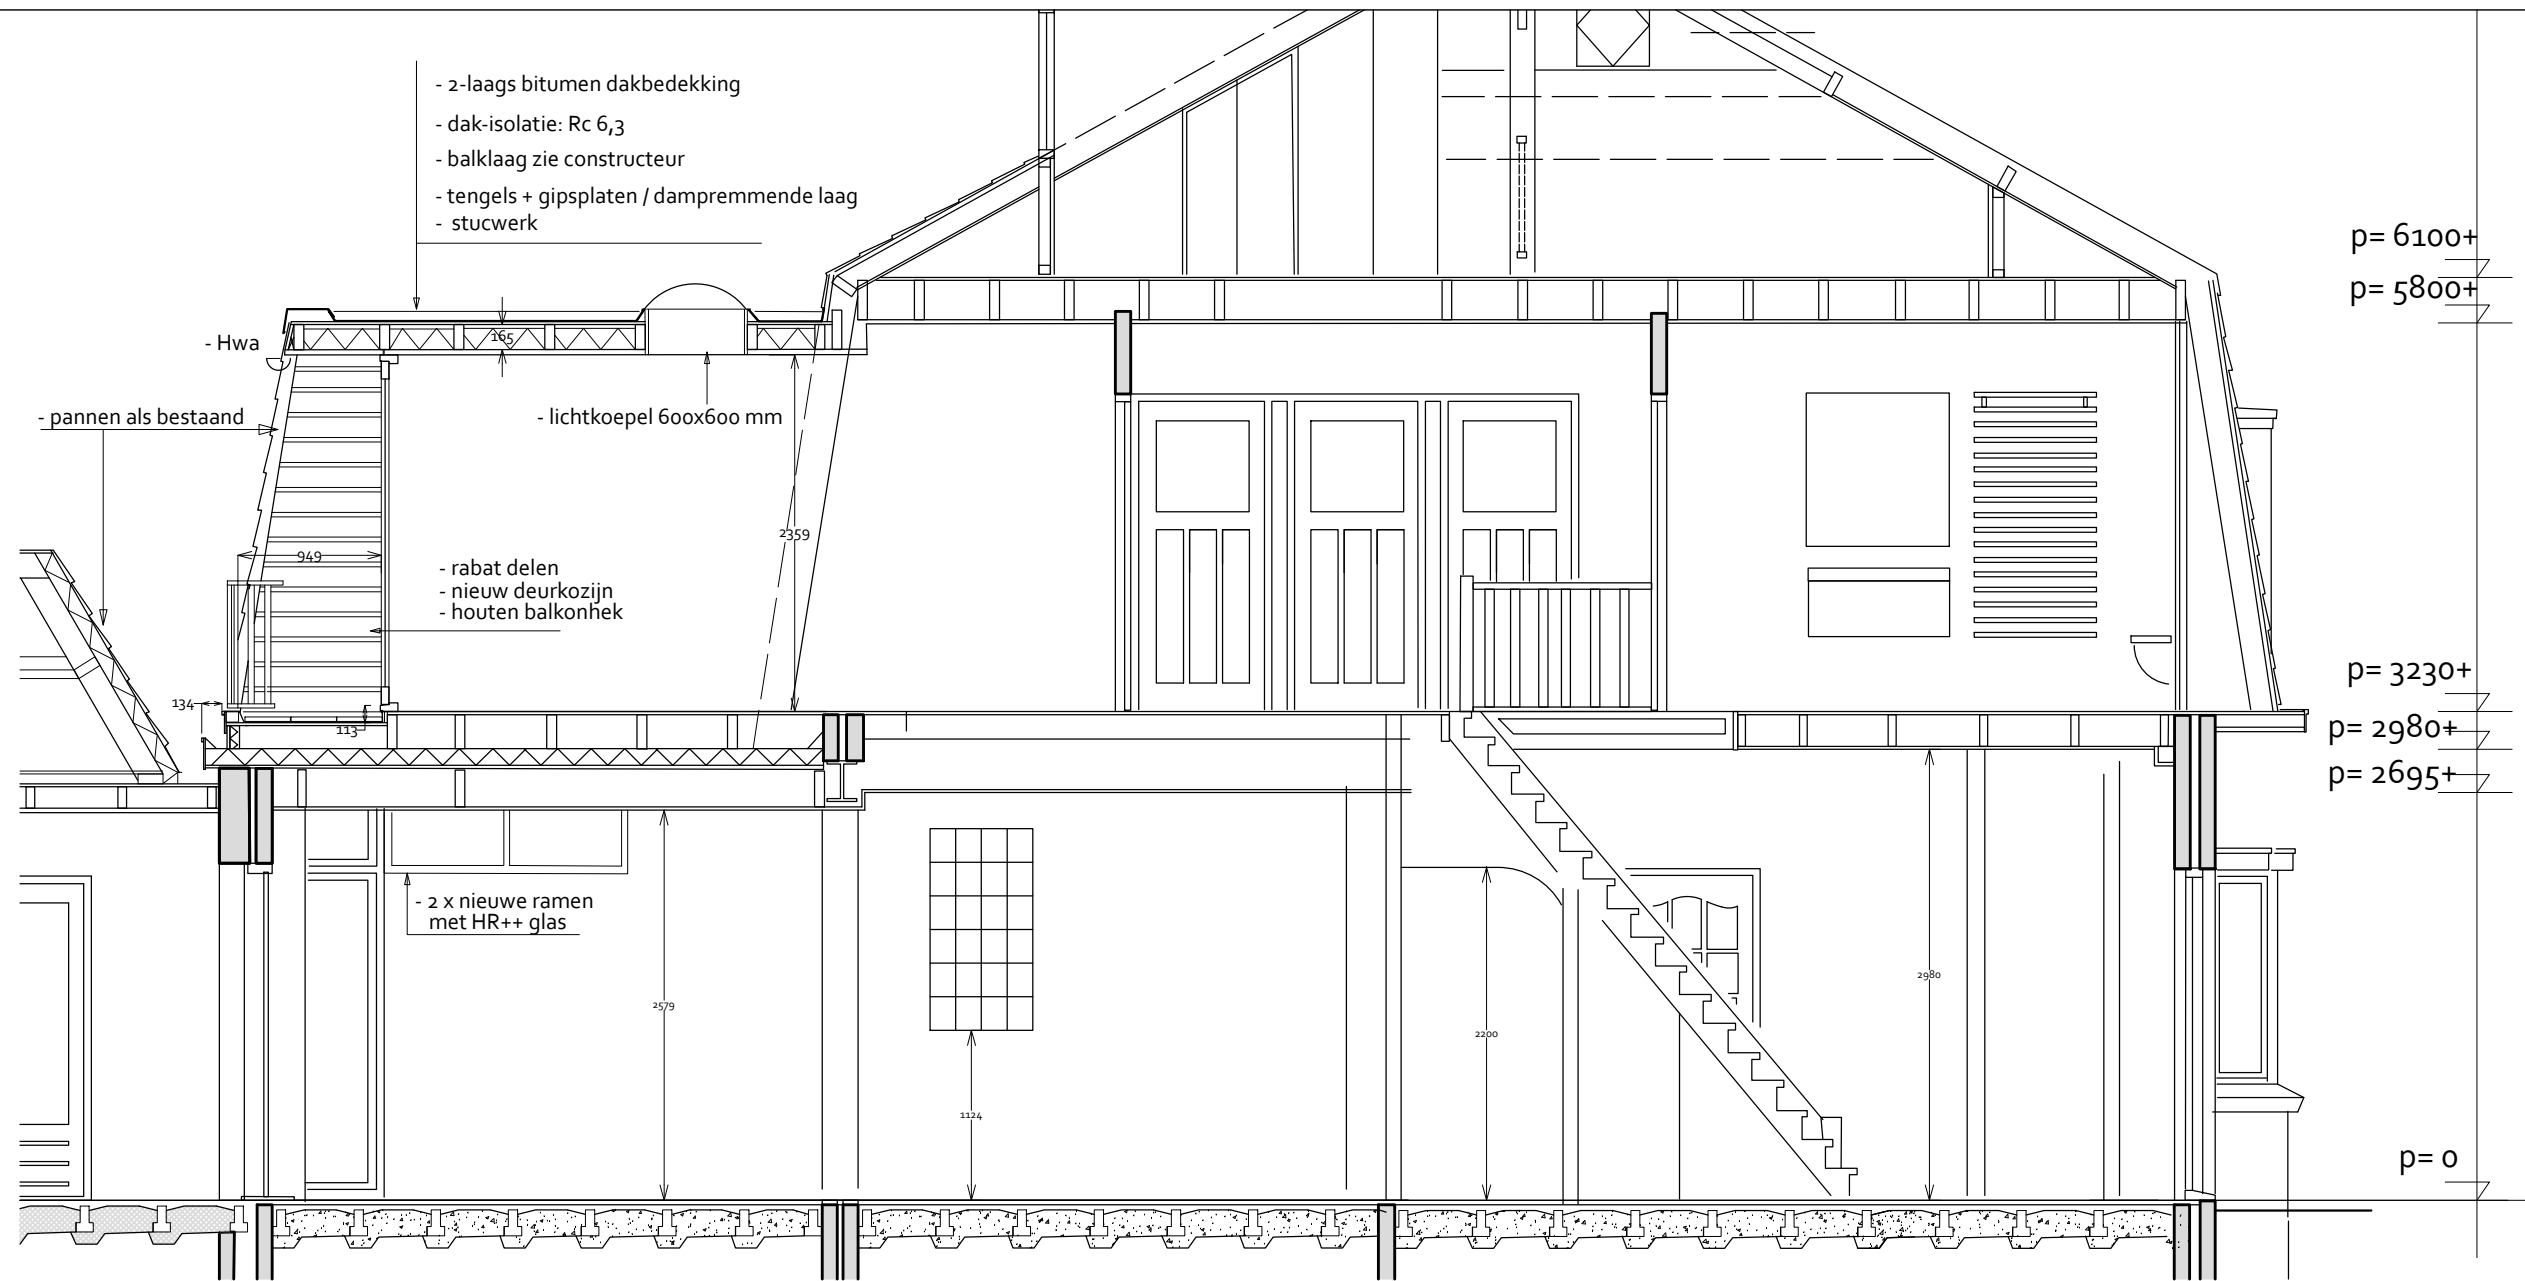 - 2-laags bitumen dakbedekking
- dak-isolatie: Rc 6,3
- balklaag zie constructeur
- tengels + gipsplaten / dampremmende laag
- stucwerk
p= 6100+
p= 5800+
165
- Hwa
- pannen als bestaand
- lichtkoepel 600x600 mm
2359
949
- rabat delen
- nieuw deurkozijn
- houten balkonhek
p= 3230+
134
113
p= 2980+
p= 2695+
- 2 x nieuwe ramen
met HR++ glas
2980
2579
2200
1124
p= 0